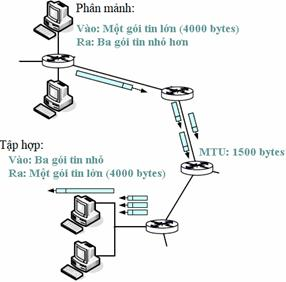 Phân mảnh:
Vào: Một gói tin lớn (4000 bytes)
Ra: Ba gói tin nhỏ hơn
MTU: 1500 bytes
Tập hợp:
Vào: Ba gói tin nhỏ
Ra: Một gói tin lớn (4000 bytes)